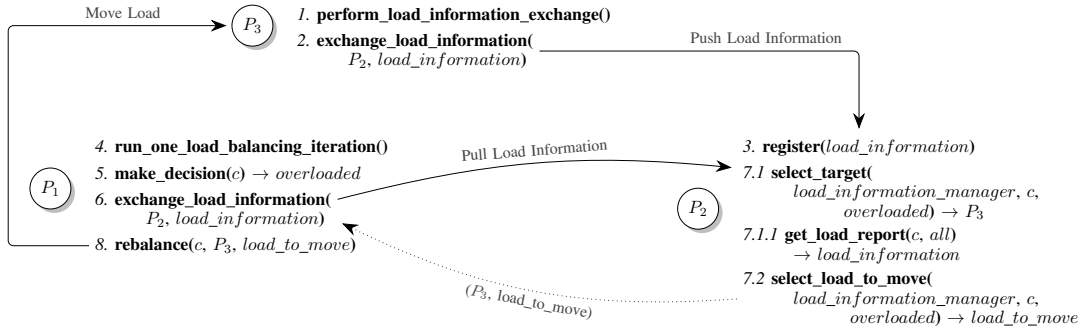 Move Load
P3
1. perform_load_information_exchange()
2. exchange_load_information(
P2, load_information)
Push Load Information
P1
4. run_one_load_balancing_iteration()
5. make_decision(c) → overloaded
6. exchange_load_information(
P2, load_information)
8. rebalance(c, P3, load_to_move)
Pull Load Information
(P3, load_to_move)
P2
3. register(load_information)
7.1 select_target(
load_information_manager, c,
overloaded) → P3
7.1.1 get_load_report(c, all)
→ load_information
7.2 select_load_to_move(
load_information_manager, c,
overloaded) → load_to_move